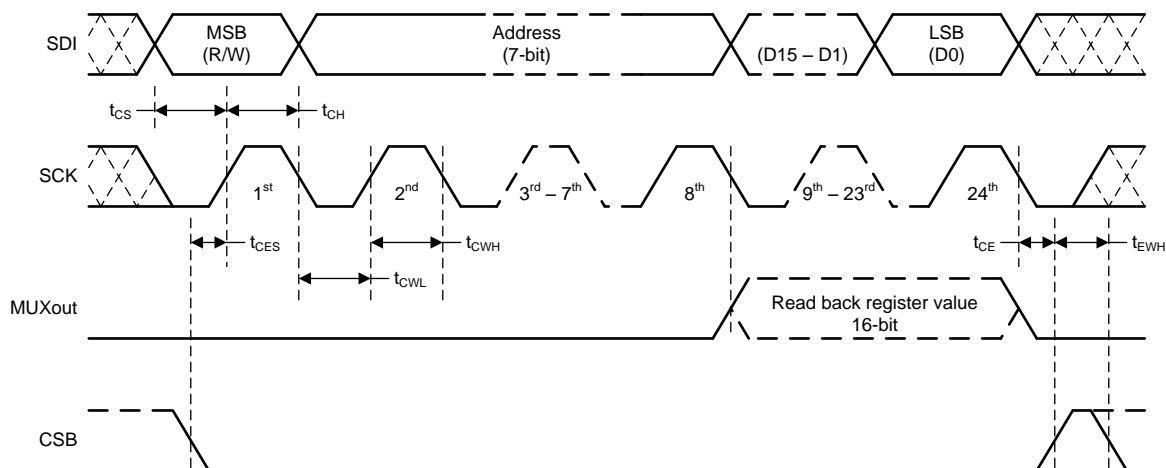 SDI
MSB
(R/W)
Address
(7-bit)
(D15 – D1)
LSB
(D0)
tCS
tCH
SCK
1st
2nd
3rd – 7th
8th
9th – 23rd
24th
tCES
tCWH
tCE
tEWH
tCWL
MUXout
Read back register value
16-bit
CSB